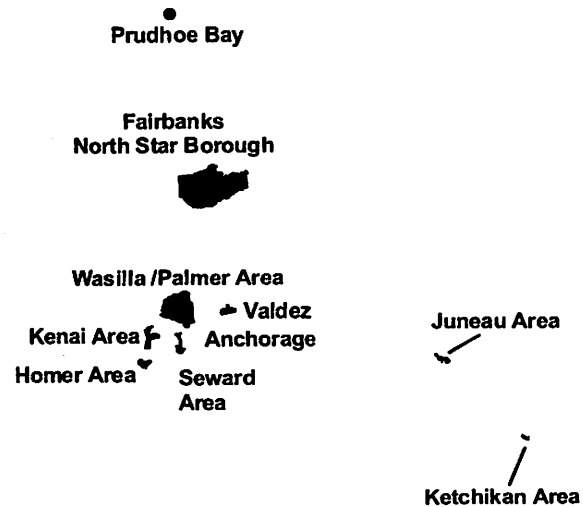 Prudhoe Bay
Fairbanks
North Star Borough
Wasilla /Palmer Area
Valdez
Juneau Area
Kenai Area
Anchorage
Homer Area
Seward
Area
Ketchikan Area